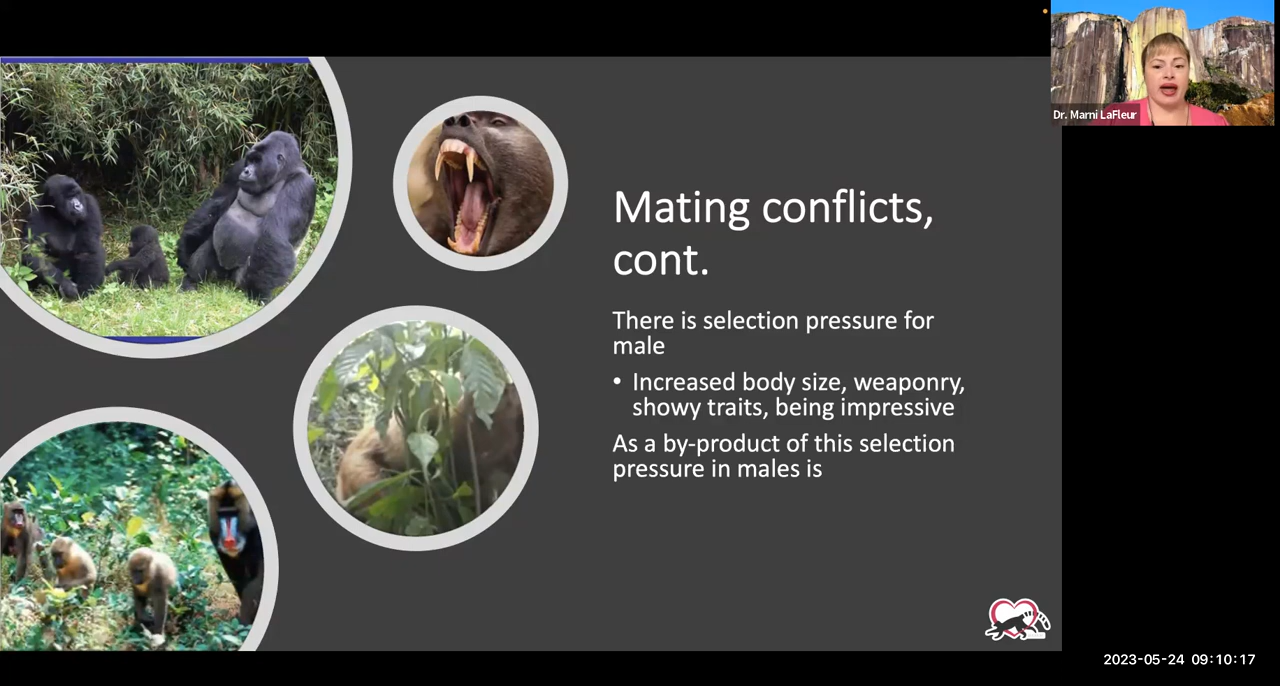 Dr. Marni LaFleur
Mating conflicts,
cont.
There is selection pressure for
male
• Increased body size, weaponry,
showy traits, being impressive
As a by-product of this selection
pressure in males is
2023-05-24 09:10:17